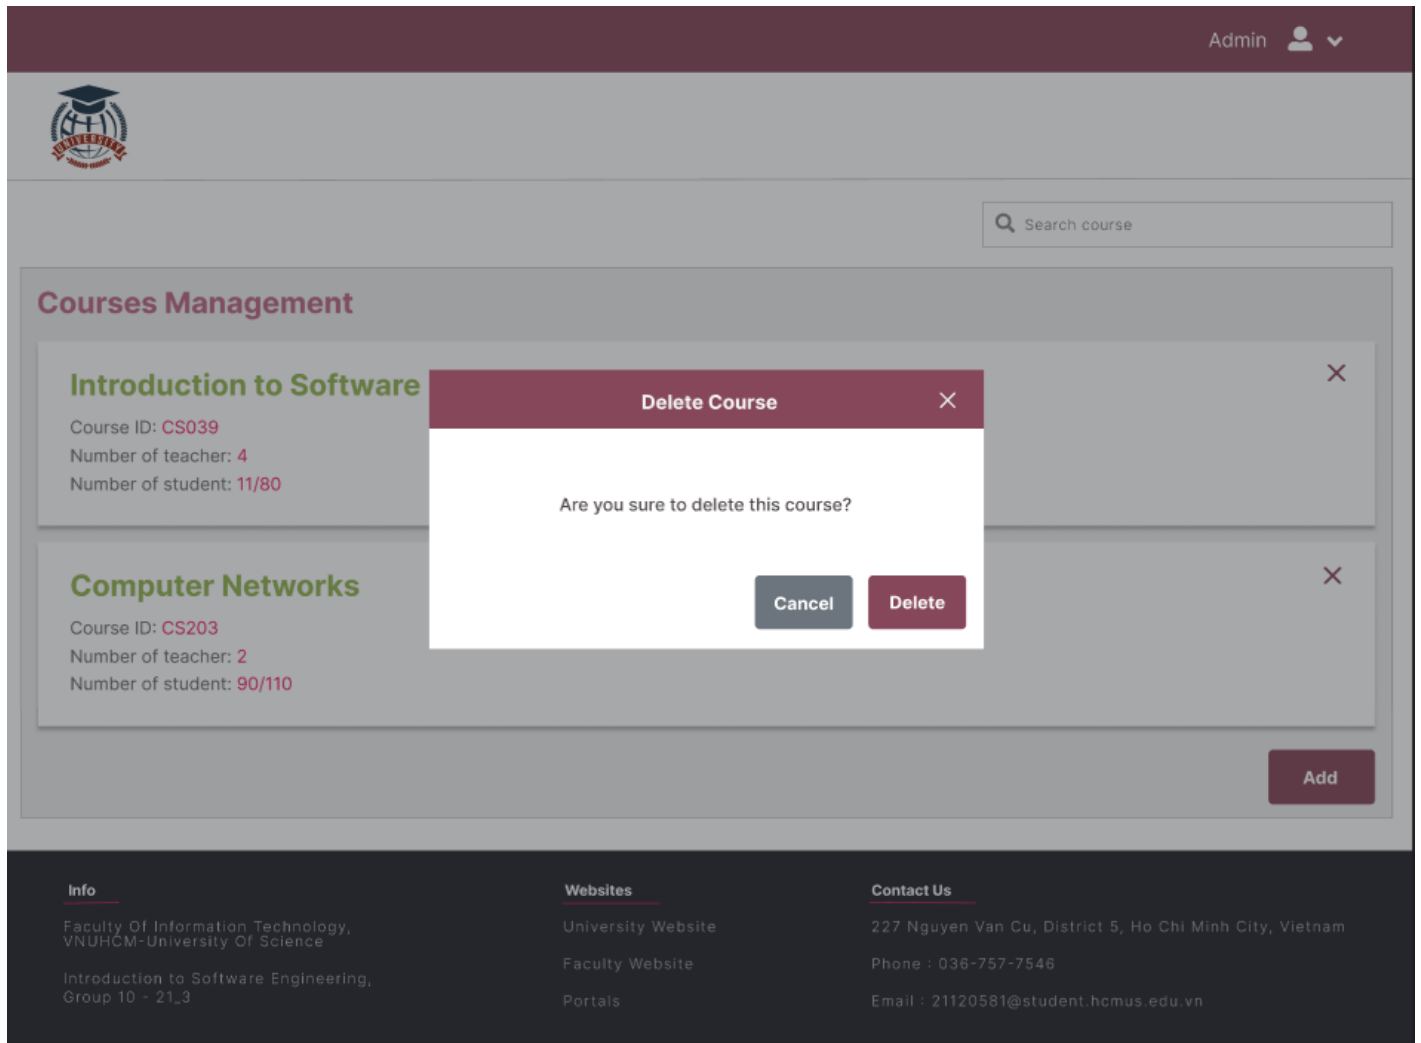 Admin
UNIVERSITY
Search course
Courses Management
Introduction to Software
Course ID: CS039
Number of teacher: 4
Number of student: 11/80
Delete Course
Are you sure to delete this course?
Cancel
Delete
Computer Networks
Course ID: CS203
Number of teacher: 2
Number of student: 90/110
Add
Info
Faculty Of Information Technology,
VNUHCM-University Of Science
Introduction to Software Engineering,
Group 10 - 21_3
Websites
University Website
Faculty Website
Portals
Contact Us
227 Nguyen Van Cu, District 5, Ho Chi Minh City, Vietnam
Phone : 036-757-7546
Email : 21120581@student.hcmus.edu.vn